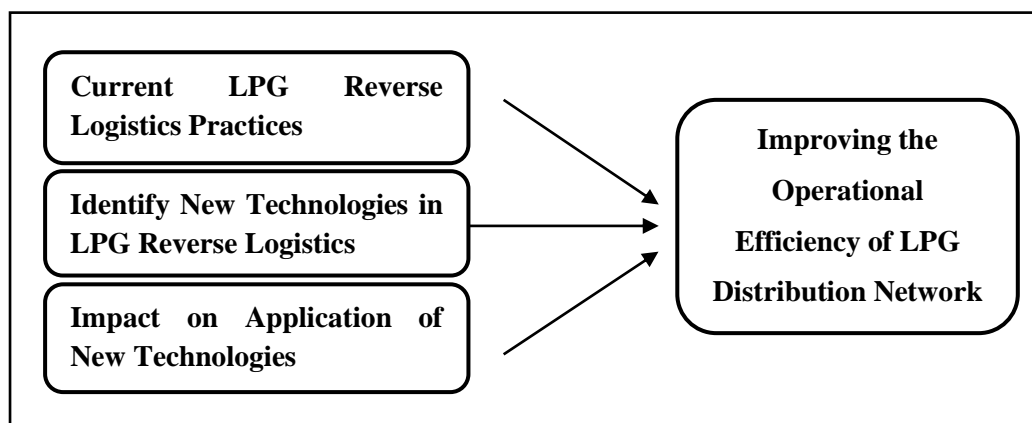 Current LPG Reverse
Logistics Practices
Identify New Technologies in
LPG Reverse Logistics
Impact on Application of
New Technologies
Improving the
Operational
Efficiency of LPG
Distribution Network